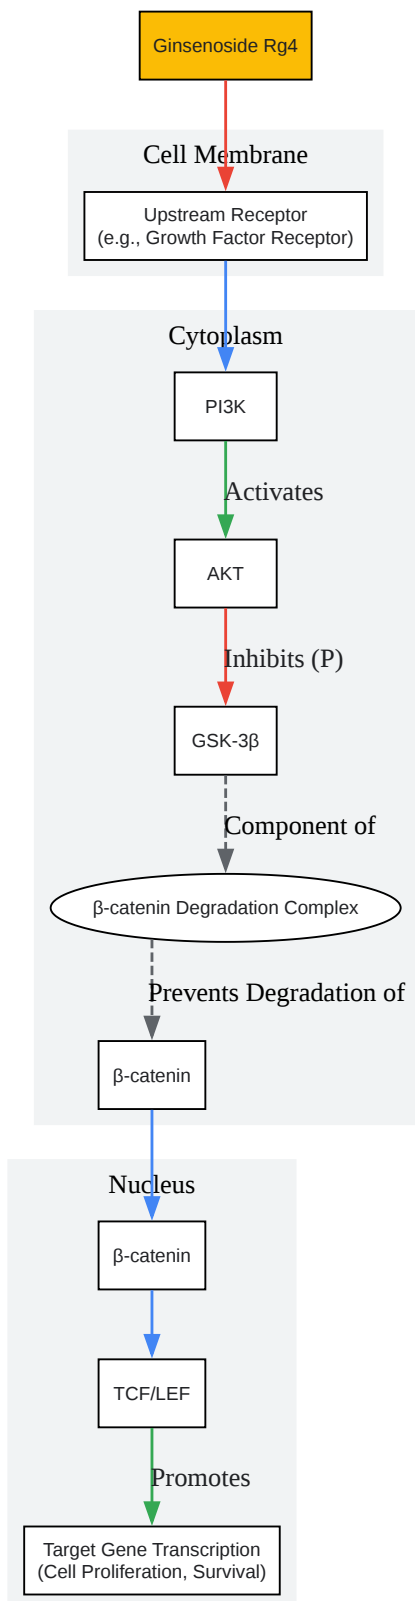 Ginsenoside Rg4
Cell Membrane
Upstream Receptor
(e.g., Growth Factor Receptor)
Cytoplasm
PI3K
Activates
AKT
Inhibits (P)
GSK-3β
Component of
β-catenin Degradation Complex
Prevents Degradation of
β-catenin
Nucleus
β-catenin
TCF/LEF
Promotes
Target Gene Transcription
(Cell Proliferation, Survival)